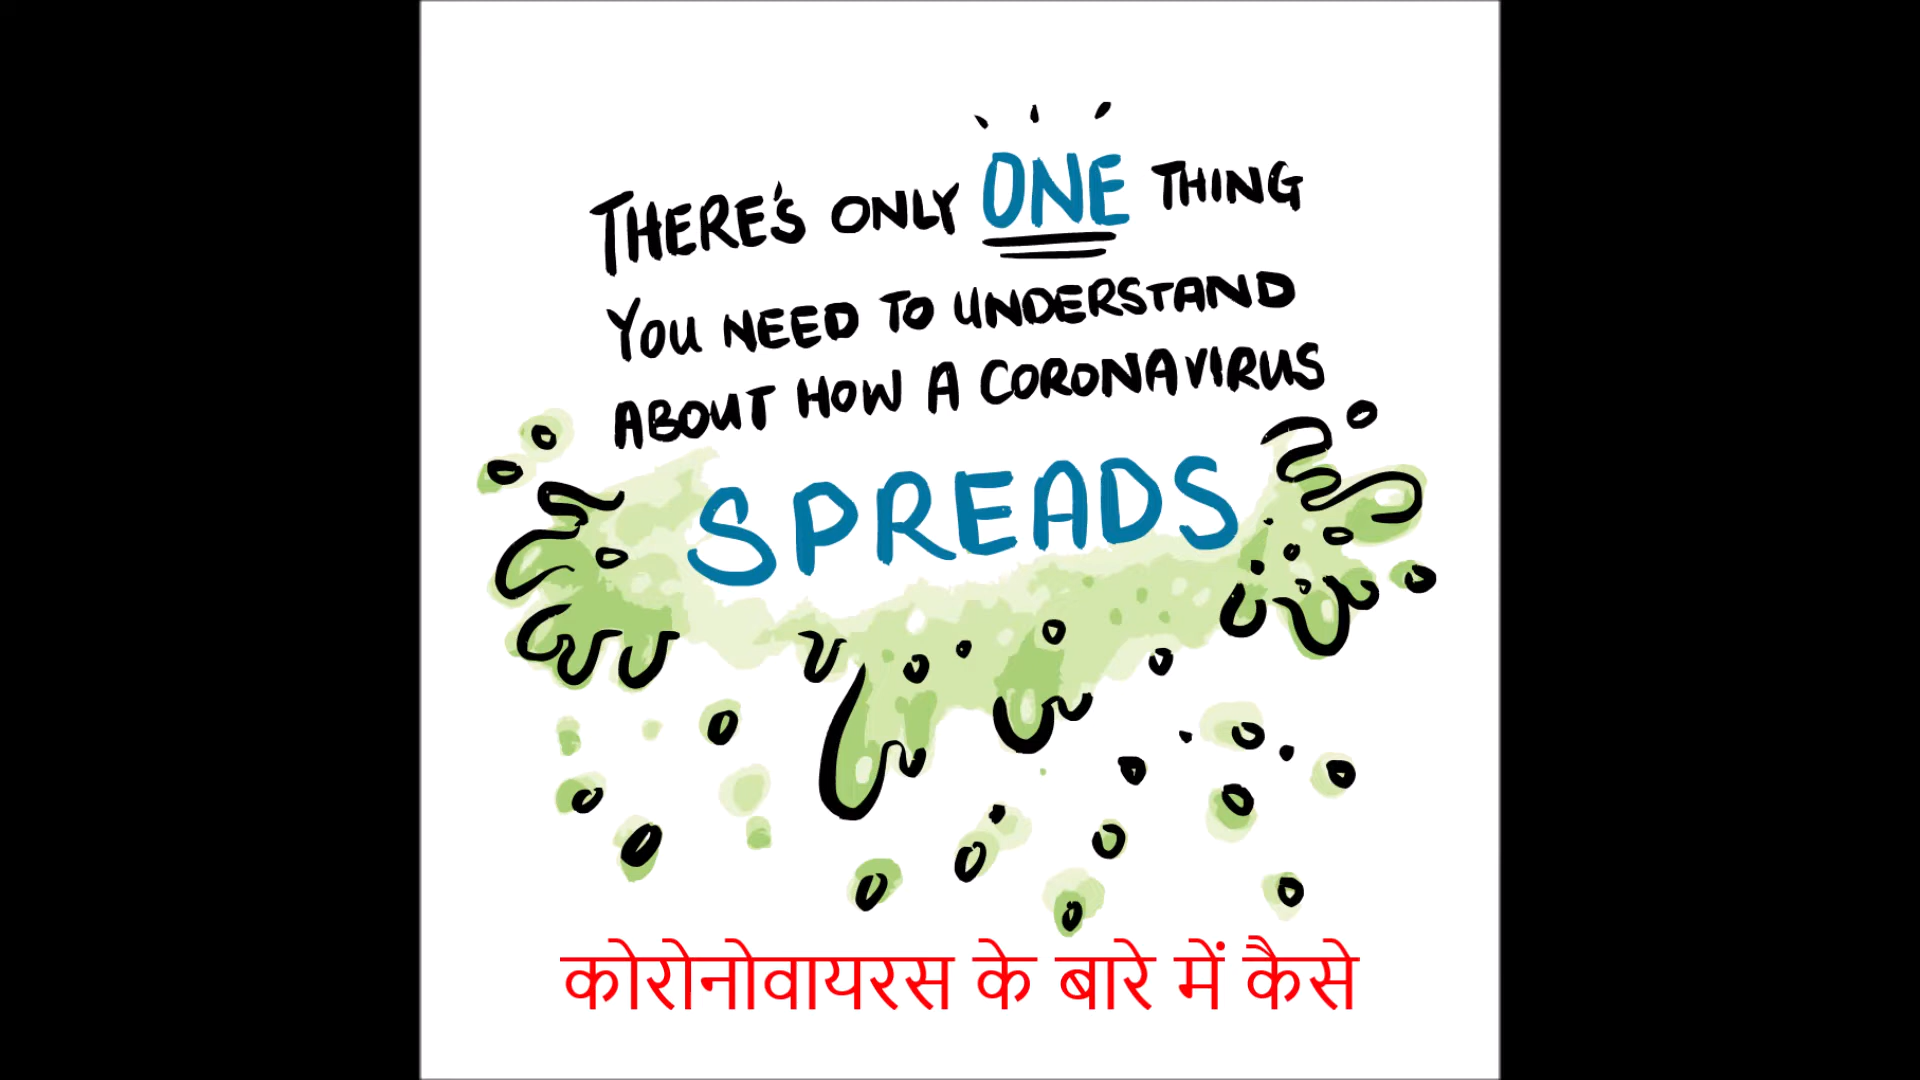 THERE'S ONLY ONE THING
YOU NEED TO UNDERSTAND
ABOUT HOW A CORONAVIRUS
SPREADS
कोरोनोवायरस के बारे में कैसे